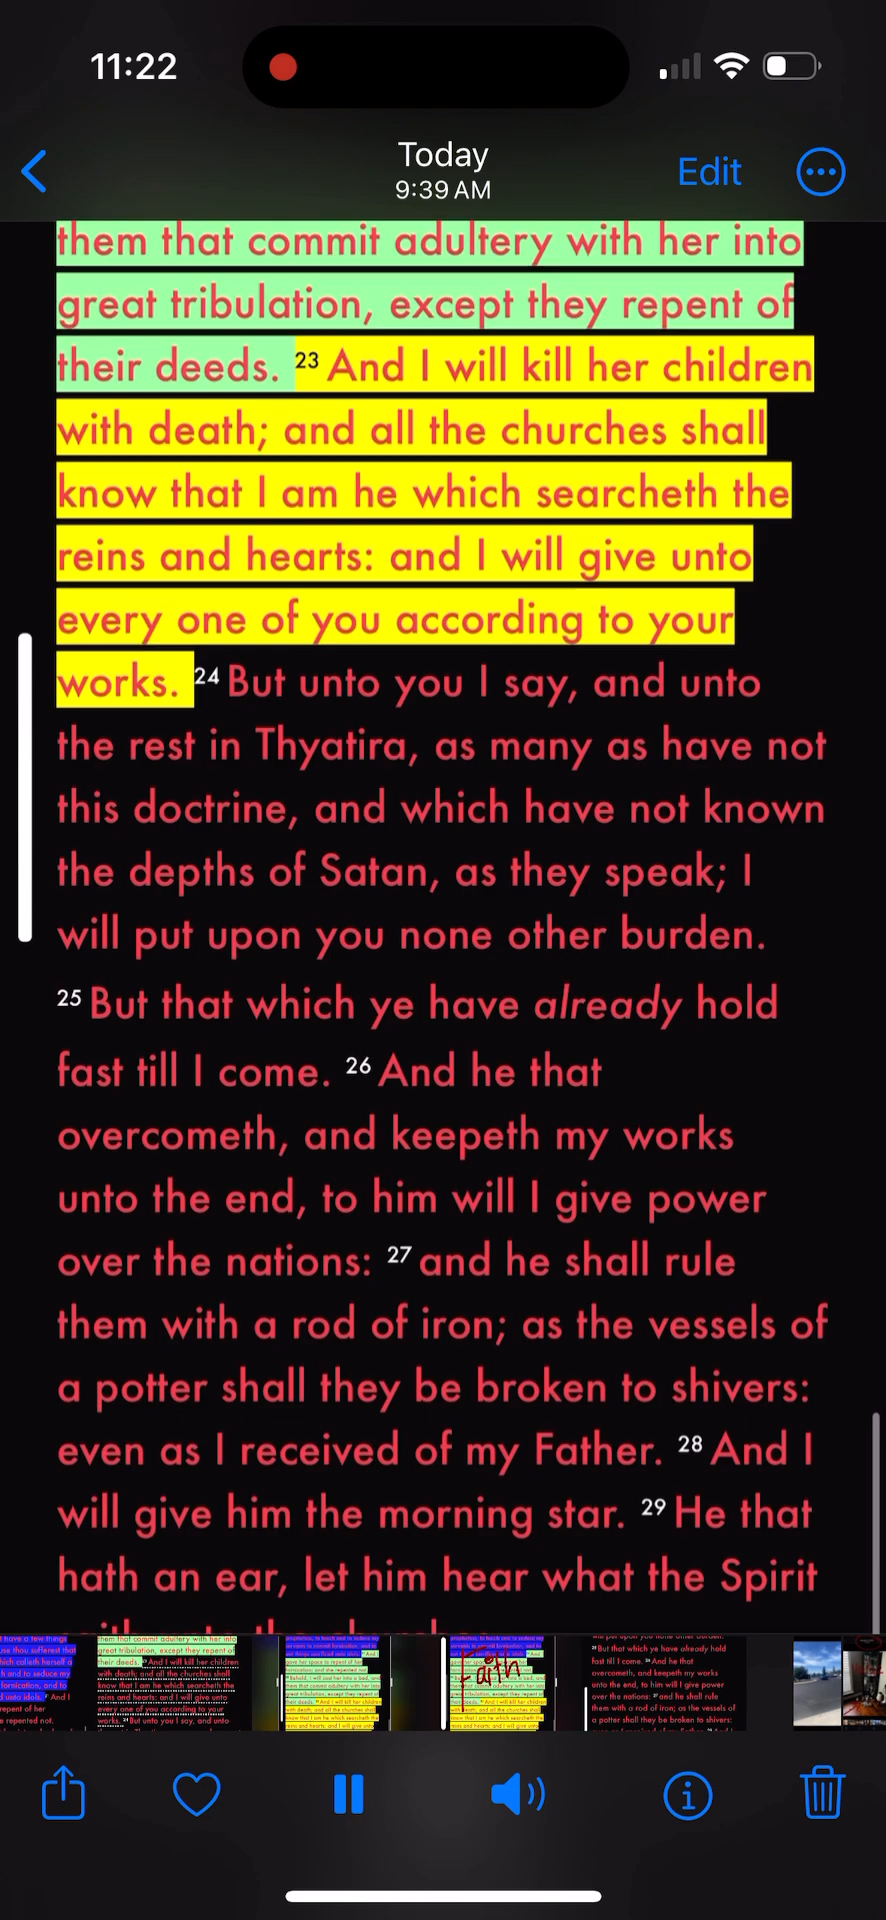 11:22
Today
9:39 AM
Edit
them that commit adultery with her into
great tribulation, except they repent of
their deeds. 23 And I will kill her children
with death; and all the churches shall
know that I am he which searcheth the
reins and hearts: and I will give unto
every one of you according to your
works. 24 But unto you I say, and unto
the rest in Thyatira, as many as have not
this doctrine, and which have not known
the depths of Satan, as they speak; I
will put upon you none other burden.
25 But that which ye have already hold
fast till I come. 26 And he that
overcometh, and keepeth my works
unto the end, to him will I give power
over the nations: 27 and he shall rule
them with a rod of iron; as the vessels of
a potter shall they be broken to shivers:
even as I received of my Father. 28 And I
will give him the morning star. 29 He that
hath an ear, let him hear what the Spirit